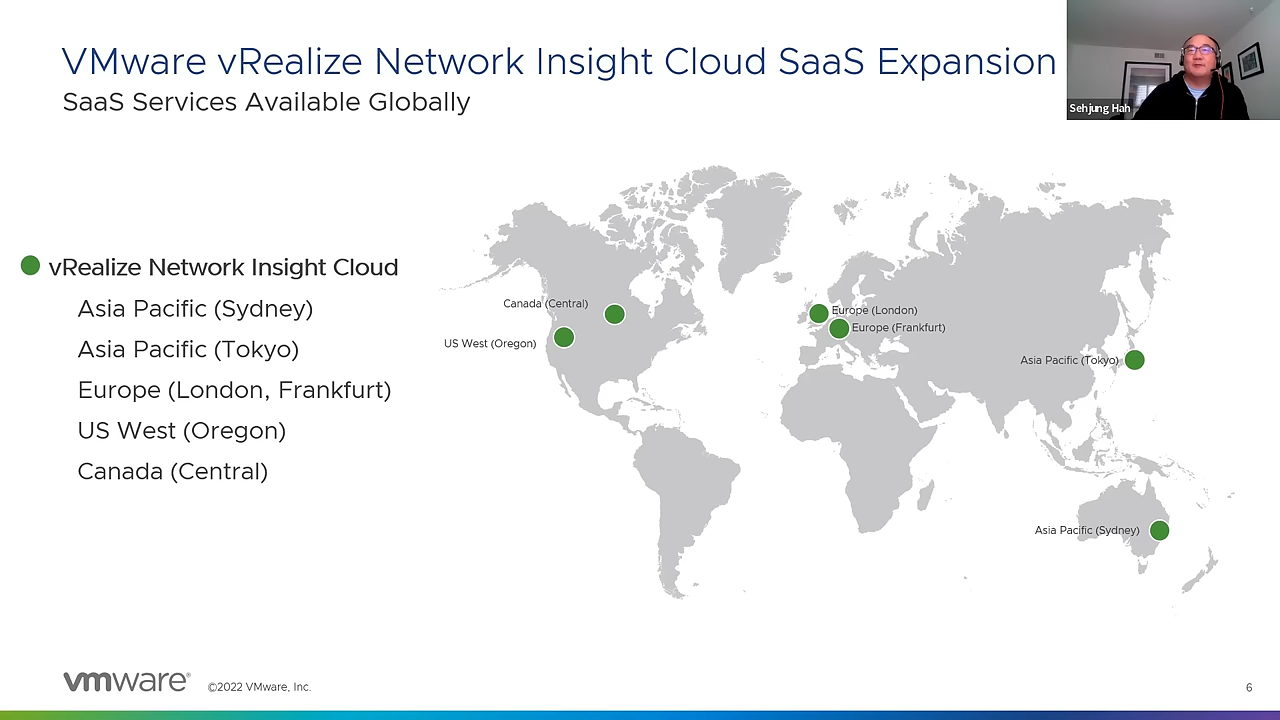 VMware vRealize Network Insight Cloud SaaS Expansion
SaaS Services Available Globally
Sehjung Hah
vRealize Network Insight Cloud
Asia Pacific (Sydney)
Asia Pacific (Tokyo)
Europe (London, Frankfurt)
US West (Oregon)
Canada (Central)
Canada (Central)
US West (Oregon)
Europe (London)
Europe (Frankfurt)
Asia Pacific (Tokyo)
Asia Pacific (Sydney)
vmware®
©2022 VMware, Inc.
6